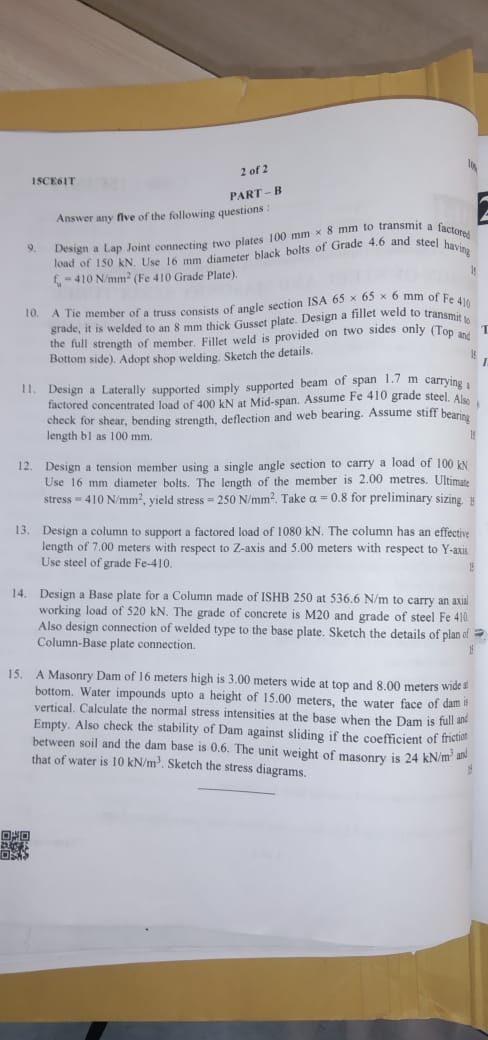 15CE61T
2 of 2
PART – B
Answer any five of the following questions :
9. Design a Lap Joint connecting two plates 100 mm × 8 mm to transmit a factored
load of 150 kN. Use 16 mm diameter black bolts of Grade 4.6 and steel having
fu = 410 N/mm² (Fe 410 Grade Plate).
10. A Tie member of a truss consists of angle section ISA 65 × 65 × 6 mm of Fe 410
grade, it is welded to an 8 mm thick Gusset plate. Design a fillet weld to transmit to
the full strength of member. Fillet weld is provided on two sides only (Top and
Bottom side). Adopt shop welding. Sketch the details.
11. Design a Laterally supported simply supported beam of span 1.7 m carrying a
factored concentrated load of 400 kN at Mid-span. Assume Fe 410 grade steel. Also
check for shear, bending strength, deflection and web bearing. Assume stiff bearing
length b1 as 100 mm.
12. Design a tension member using a single angle section to carry a load of 100 kN
Use 16 mm diameter bolts. The length of the member is 2.00 metres. Ultimate
stress = 410 N/mm², yield stress = 250 N/mm². Take α = 0.8 for preliminary sizing.
13. Design a column to support a factored load of 1080 kN. The column has an effective
length of 7.00 meters with respect to Z-axis and 5.00 meters with respect to Y-axis
Use steel of grade Fe-410.
14. Design a Base plate for a Column made of ISHB 250 at 536.6 N/m to carry an axial
working load of 520 kN. The grade of concrete is M20 and grade of steel Fe 410
Also design connection of welded type to the base plate. Sketch the details of plan of
Column-Base plate connection.
15. A Masonry Dam of 16 meters high is 3.00 meters wide at top and 8.00 meters wide at
bottom. Water impounds upto a height of 15.00 meters, the water face of dam is
vertical. Calculate the normal stress intensities at the base when the Dam is full and
Empty. Also check the stability of Dam against sliding if the coefficient of friction
between soil and the dam base is 0.6. The unit weight of masonry is 24 kN/m³ and
that of water is 10 kN/m³. Sketch the stress diagrams.